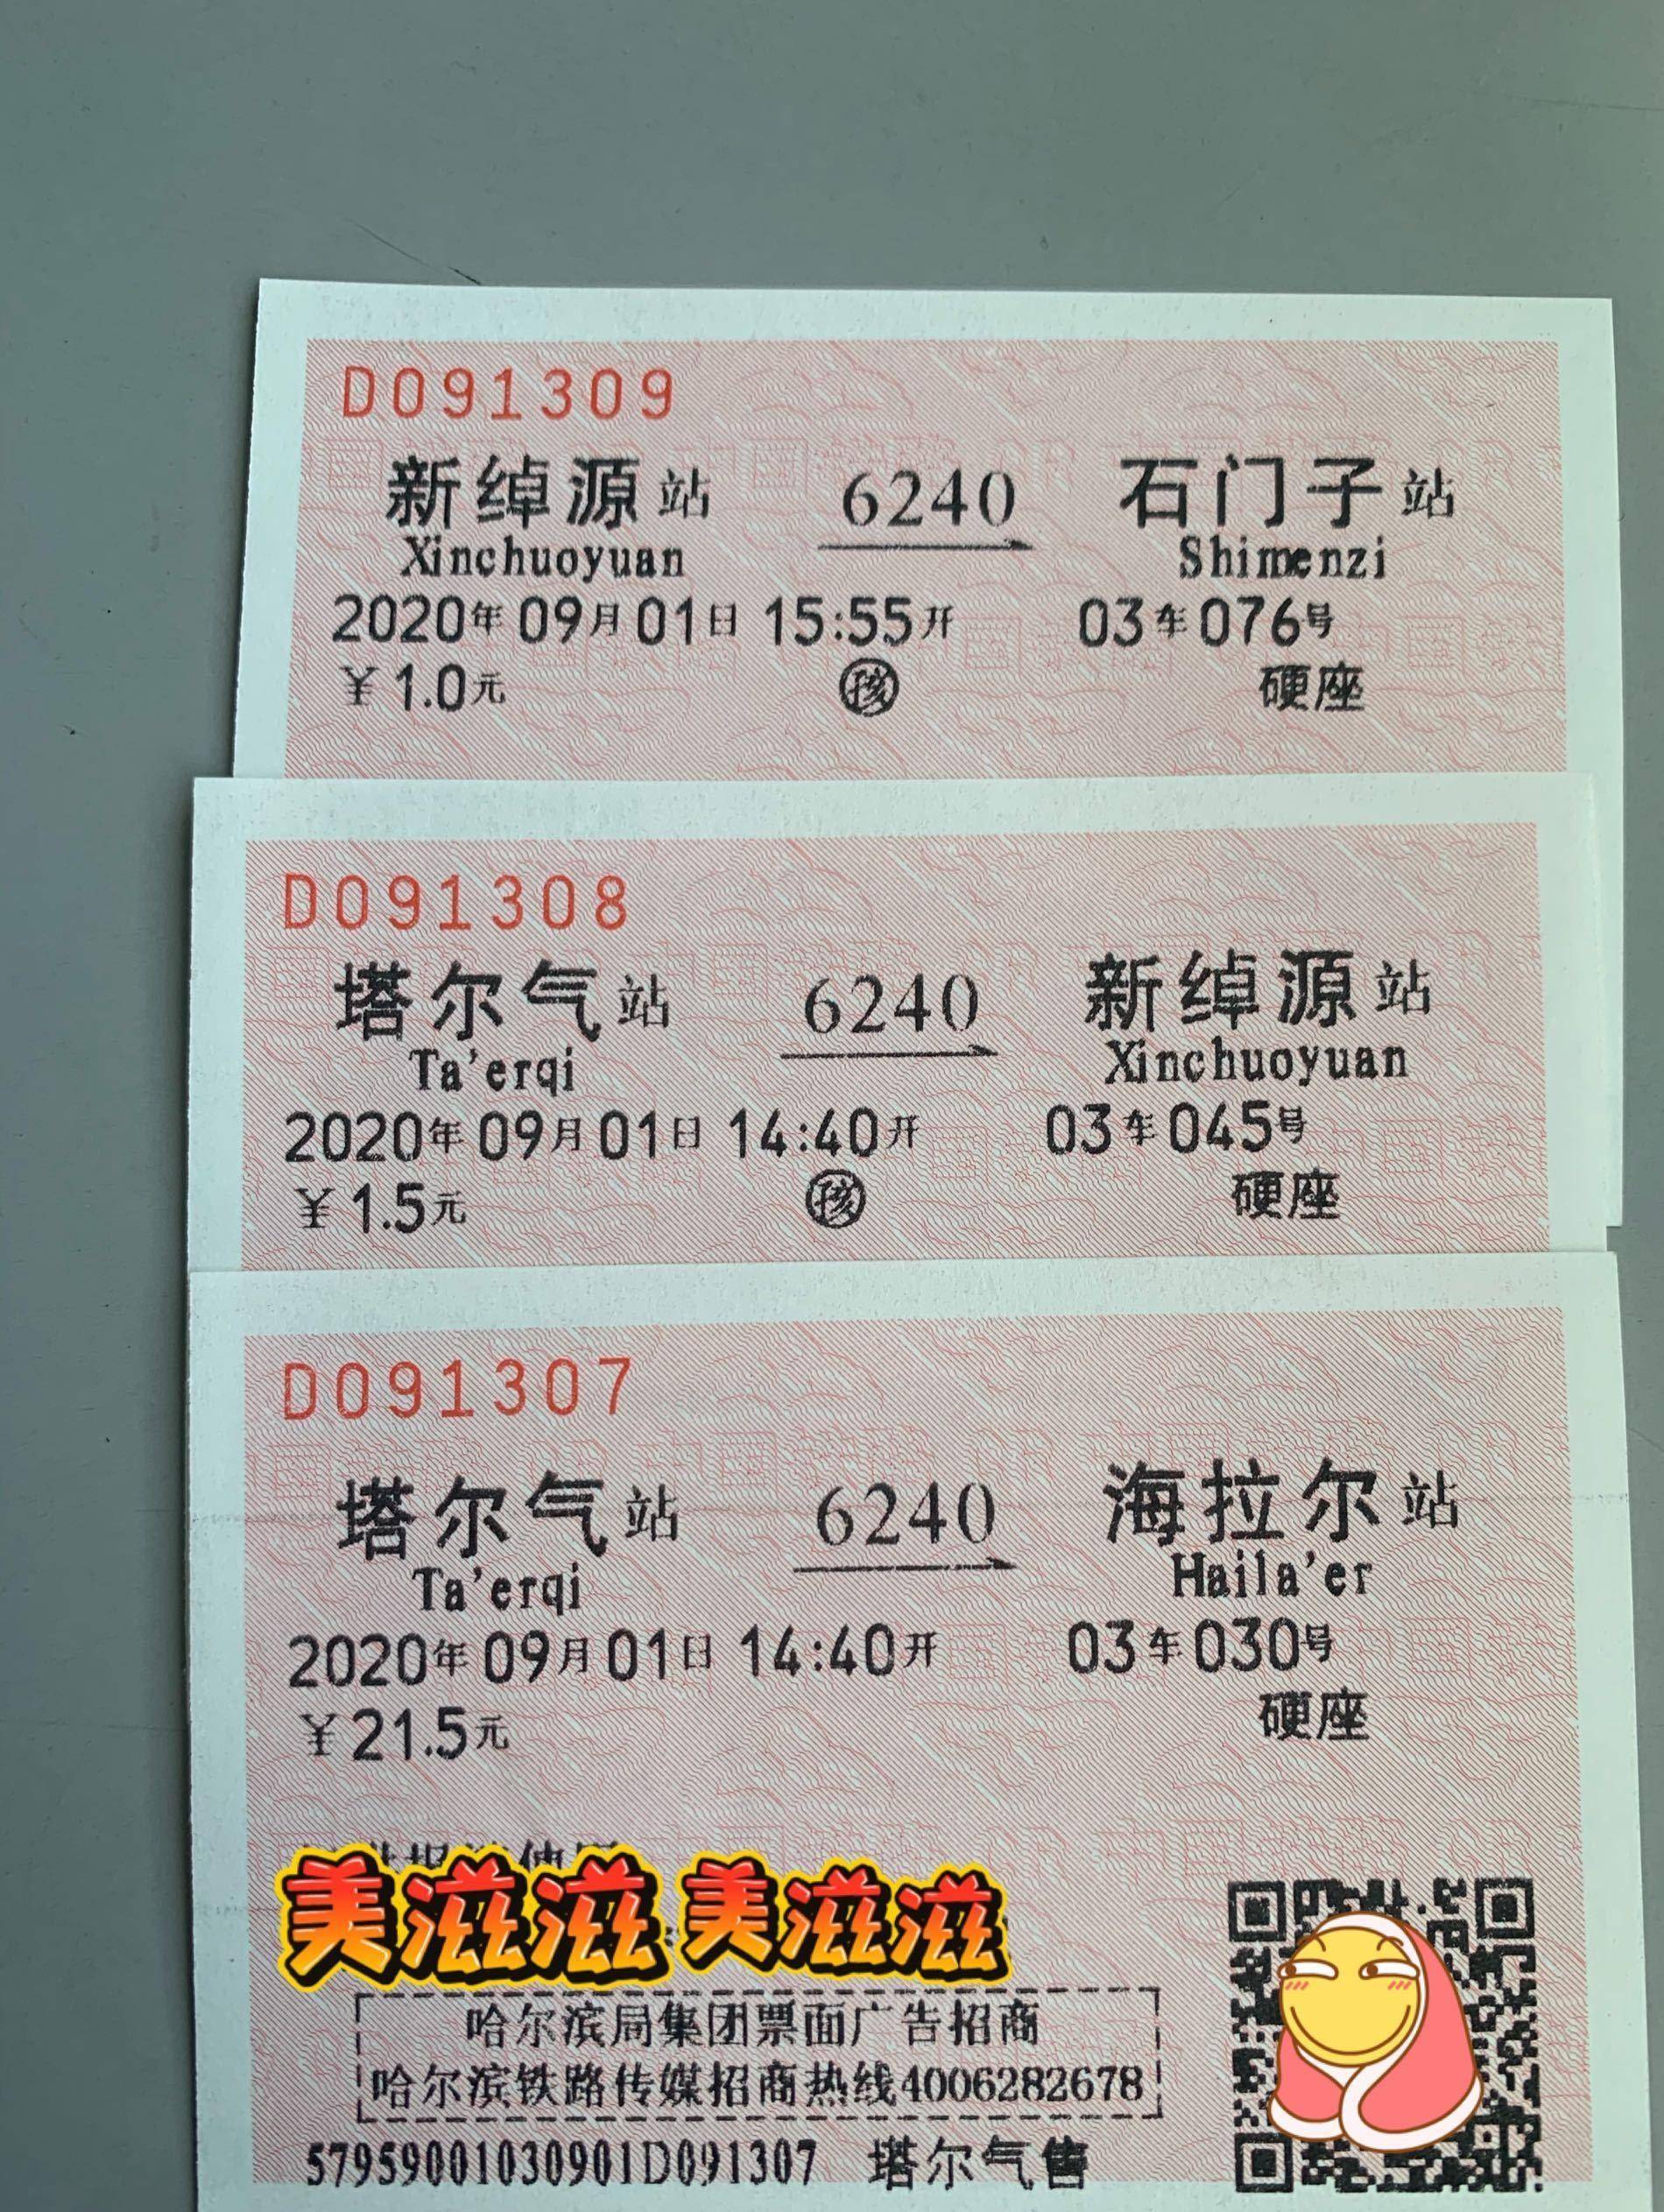 D091309
新绰源站 6240 石门子站
Xinchuoyuan Shimenzi
2020年09月01日 15:55开 03车076号
¥1.0元 孩 硬座
D091308
塔尔气站 6240 新绰源站
Ta'erqi Xinchuoyuan
2020年09月01日 14:40开 03车045号
¥1.5元 孩 硬座
D091307
塔尔气站 6240 海拉尔站
Ta'erqi Haila'er
2020年09月01日 14:40开 03车030号
¥21.5元 硬座
美滋滋 美滋滋
哈尔滨局集团票面广告招商
哈尔滨铁路传媒招商热线4006282678
57959001030901D091307 塔尔气售